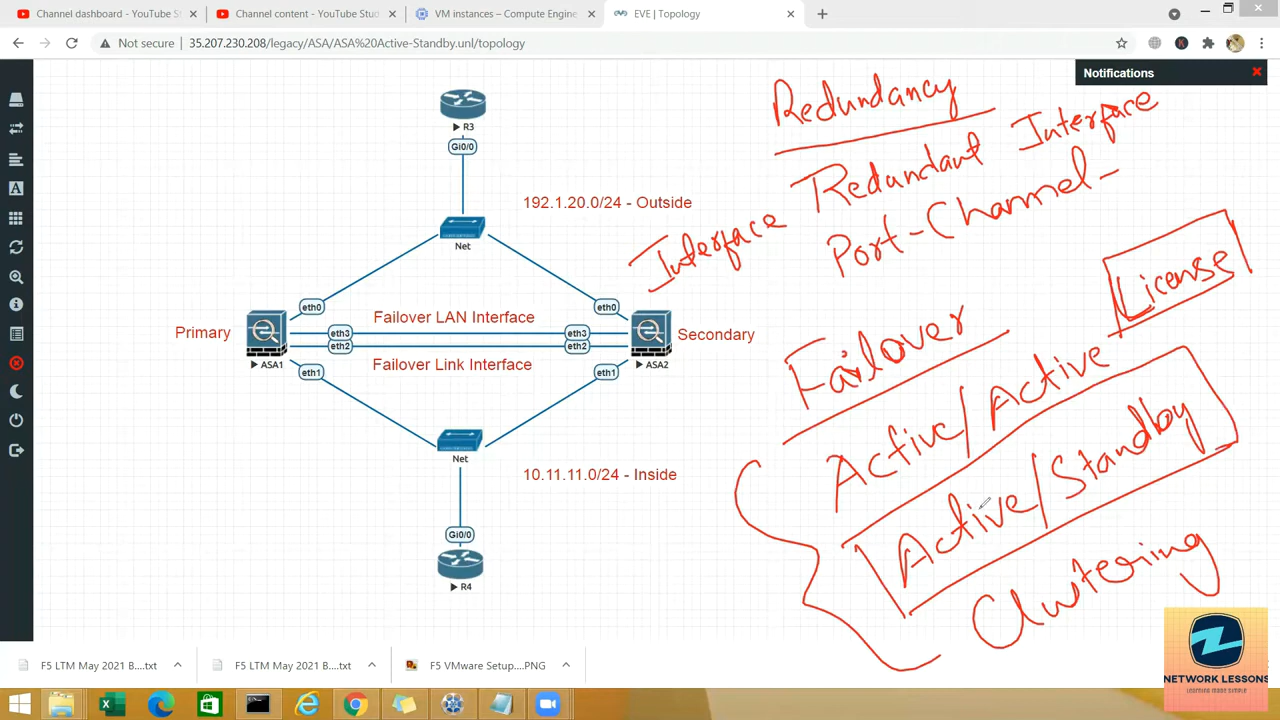 Channel dashboard - YouTube St
Channel content - YouTube Stud
VM instances – Compute Engine
EVE | Topology
Not secure | 35.207.230.208/legacy/ASA/ASA%20Active-Standby.unl/topology
Notifications
R3
Gi0/0
192.1.20.0/24 - Outside
Net
eth0
eth0
Failover LAN Interface
Primary
eth3
eth3
Secondary
eth2
eth2
ASA1
Failover Link Interface
ASA2
eth1
eth1
Net
10.11.11.0/24 - Inside
Gi0/0
R4
Redundancy
Redundant Interface
Interface
Port-Channel-
License
Failover
Active/Active
Active/Standby
Clustering
F5 LTM May 2021 B....txt
F5 LTM May 2021 B....txt
F5 VMware Setup....PNG
NETWORK LESSONS
LEARNING MADE SIMPLE